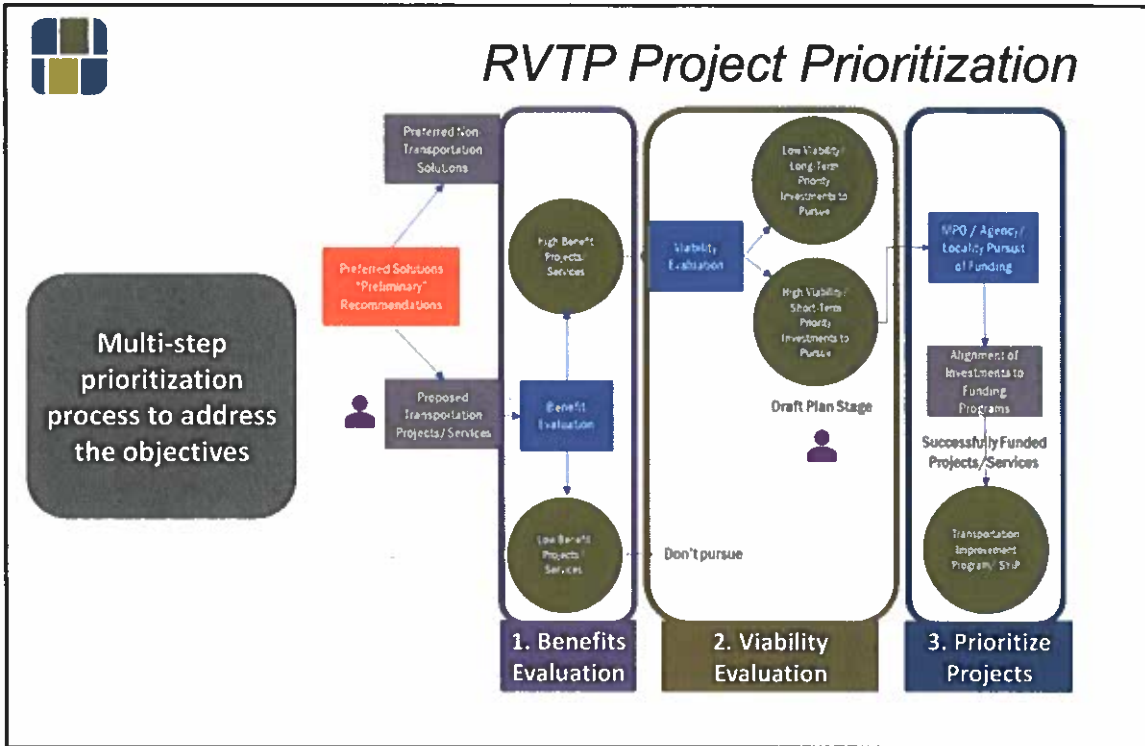 RVTP Project Prioritization
Multi-step
prioritization
process to address
the objectives
Preferred Non-
Transportation
Solutions
Preferred Solutions
"Preliminary"
Recommendations
Proposed
Transportation
Projects/Services
High Benefit
Projects/
Services
Benefit
Evaluation
Low Benefit
Projects/
Services
Don't pursue
1. Benefits
Evaluation
Viability
Evaluation
Low Viability/
Long-Term
Priority
Investments to
Pursue
High Viability/
Short-Term
Priority
Investments to
Pursue
Draft Plan Stage
2. Viability
Evaluation
MPO / Agency/
Locality Pursuit
of Funding
Alignment of
Investments to
Funding
Programs
Successfully Funded
Projects/Services
Transportation
Improvement
Program/ SYIP
3. Prioritize
Projects